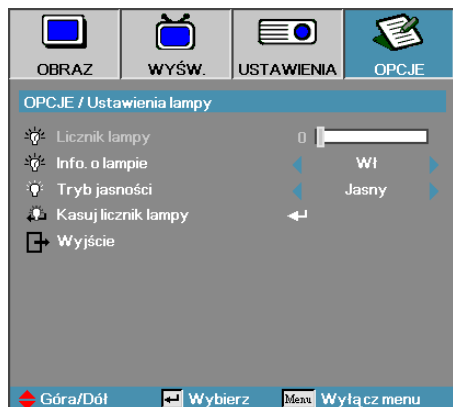 OBRAZ WYŚW. USTAWIENIA OPCJE
OPCJE / Ustawienia lampy
Licznik lampy 0
Info. o lampie Wł
Tryb jasności Jasny
Kasuj licznik lampy
Wyjście
Góra/Dół Wybierz Menu Wyłącz menu